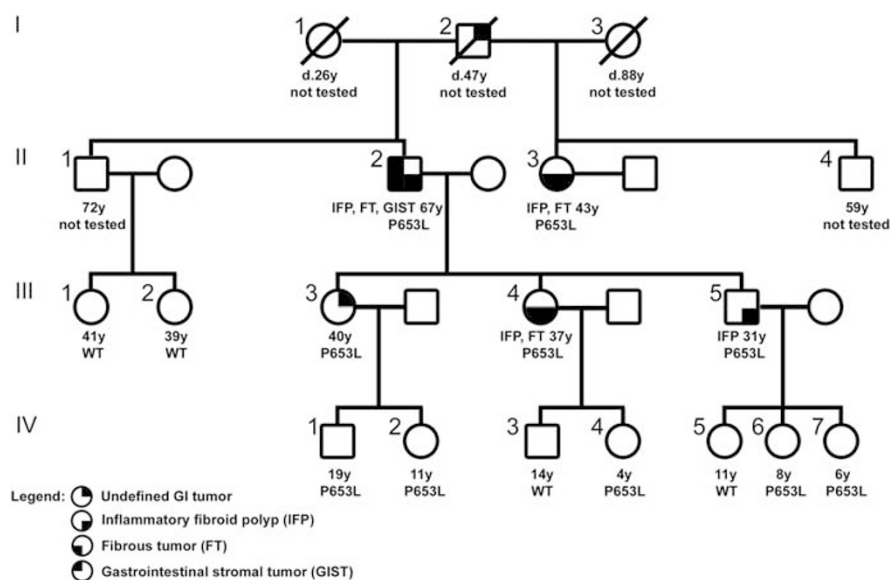 I
1 2 3
d.26y d.47y d.88y
not tested not tested not tested
II
1 2 3 4
72y IFP, FT, GIST 67y IFP, FT 43y 59y
not tested P653L P653L not tested
III
1 2 3 4 5
41y 39y 40y IFP, FT 37y IFP 31y
WT WT P653L P653L P653L
IV
1 2 3 4 5 6 7
19y 11y 14y 4y 11y 8y 6y
P653L P653L WT P653L WT P653L P653L
Legend: Undefined GI tumor
Inflammatory fibroid polyp (IFP)
Fibrous tumor (FT)
Gastrointestinal stromal tumor (GIST)